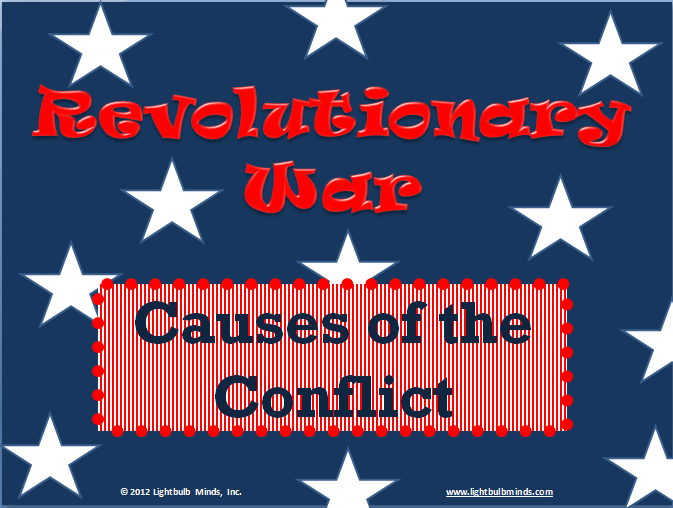 Revolutionary
War
Causes of the
Conflict
© 2012 Lightbulb Minds, Inc.
www.lightbulbminds.com